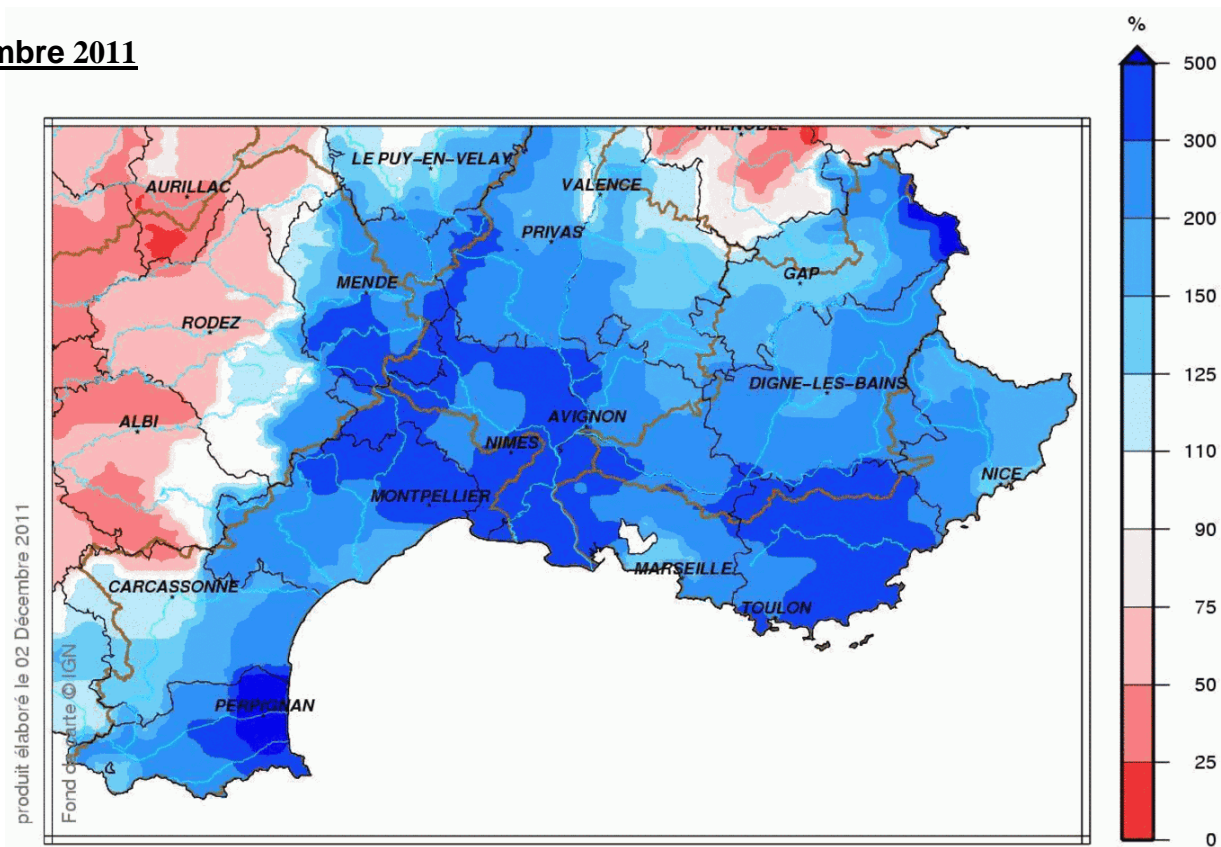 mbre 2011
%
500
300
200
150
125
110
90
75
50
25
0
GRENOBLE
LE PUY-EN-VELAY
AURILLAC
VALENCE
PRIVAS
GAP
MENDE
RODEZ
DIGNE-LES-BAINS
ALBI
AVIGNON
NIMES
NICE
MONTPELLIER
MARSEILLE
CARCASSONNE
TOULON
PERPIGNAN
produit élaboré le 02 Décembre 2011
Fond de carte © IGN